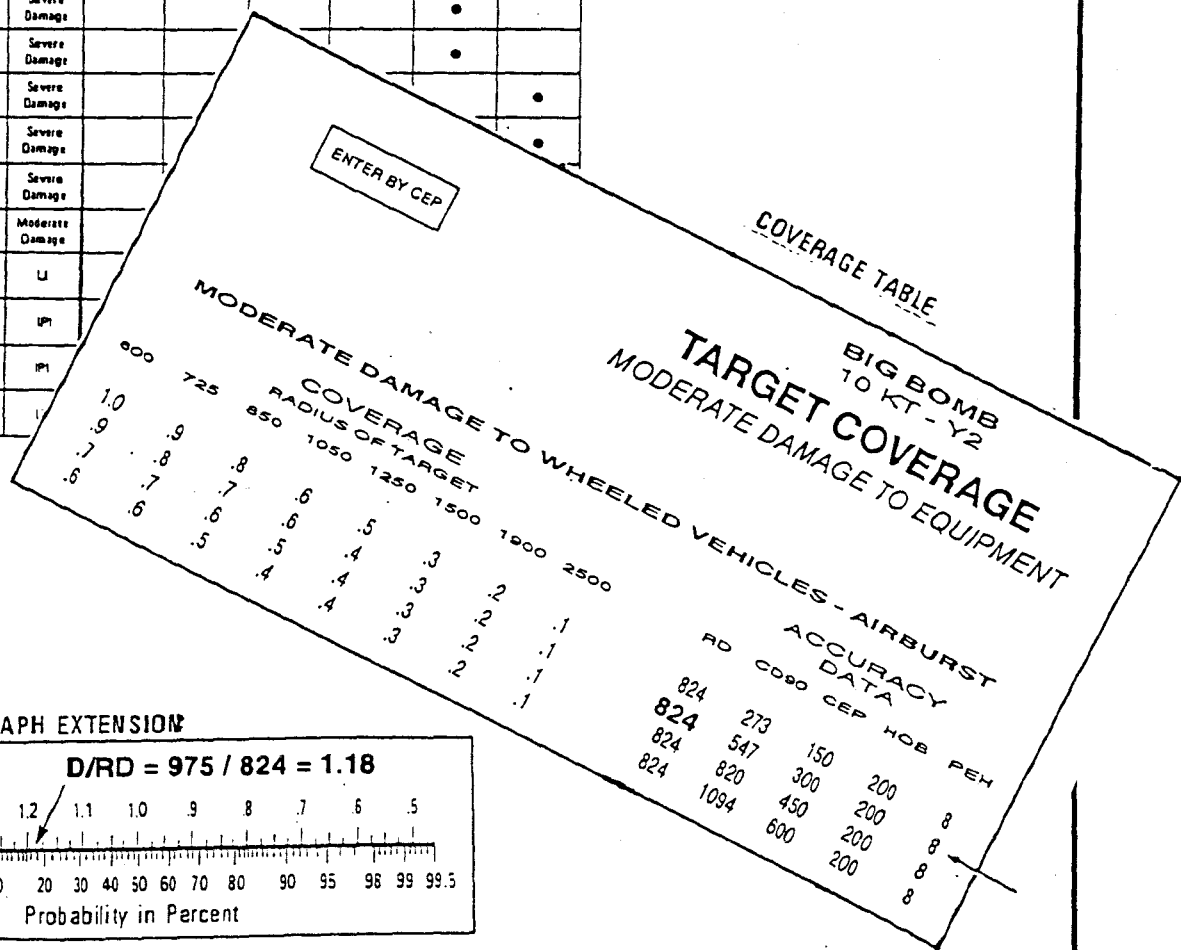 Damage
Severe
Damage
Severe
Damage
Severe
Damage
Severe
Damage
Moderate
Damage
ENTER BY CEP
COVERAGE TABLE
BIG BOMB
10 KT - Y2
TARGET COVERAGE
MODERATE DAMAGE TO EQUIPMENT
MODERATE DAMAGE TO WHEELED VEHICLES - AIRBURST
COVERAGE
RADIUS OF TARGET
600 725 850 1050 1250 1500 1900 2500
1.0 .9 .8 .6 .5 .3 .2 .1
.9 .8 .7 .6 .4 .3 .2 .1
.7 .7 .6 .5 .4 .3 .2 .1
.6 .6 .5 .4 .4 .3 .2 .1
ACCURACY
DATA
RD CD90 CEP HOB PEH
824 273 150 200 8
824 547 300 200 8
824 820 450 200 8
824 1094 600 200 8
APH EXTENSION
D/RD = 975 / 824 = 1.18
1.2 1.1 1.0 .9 .8 .7 .6 .5
20 30 40 50 60 70 80 90 95 98 99 99.5
Probability in Percent